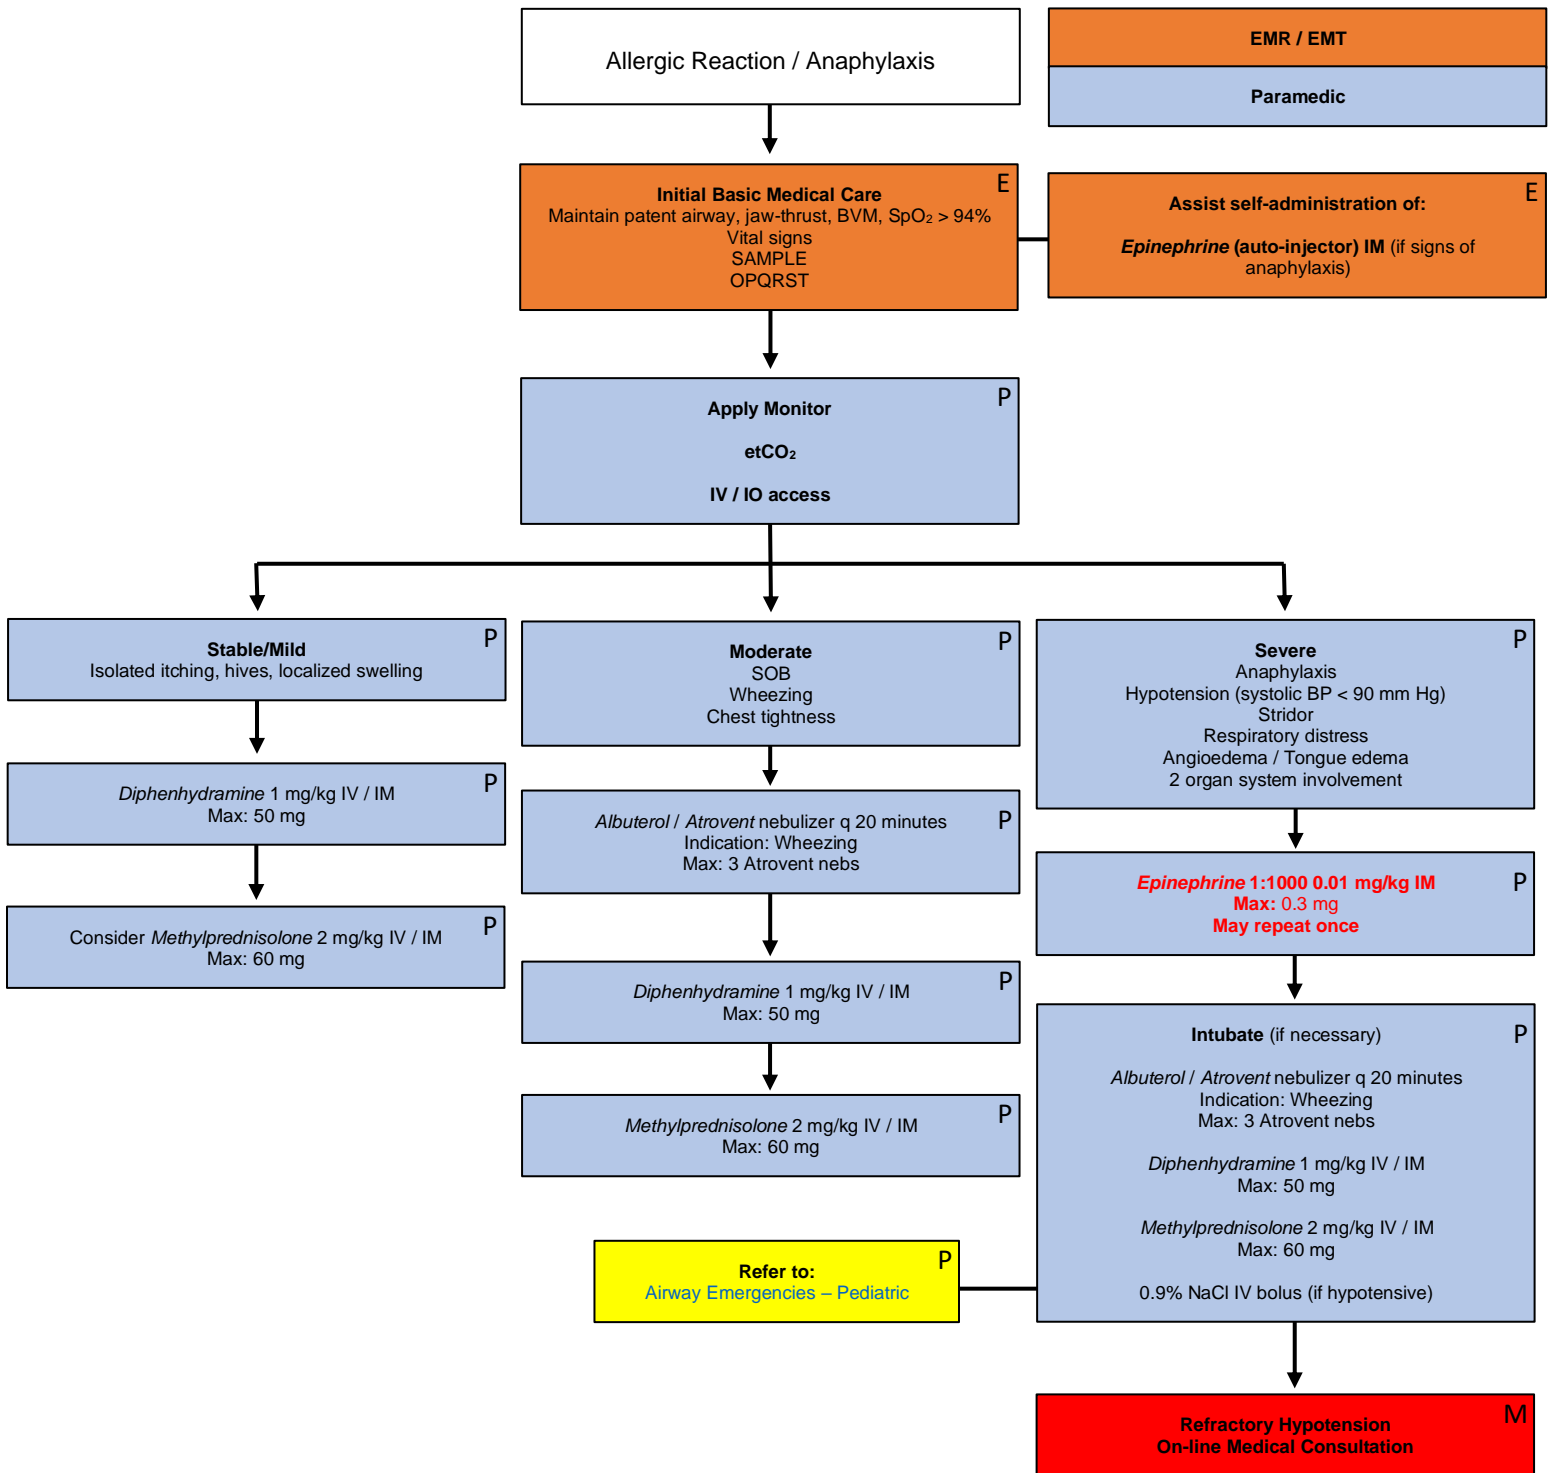 Allergic Reaction / Anaphylaxis
EMR / EMT
Paramedic
E
Initial Basic Medical Care
Maintain patent airway, jaw-thrust, BVM, SpO₂ > 94%
Vital signs
SAMPLE
OPQRST
E
Assist self-administration of:
Epinephrine (auto-injector) IM (if signs of
anaphylaxis)
P
Apply Monitor
etCO₂
IV / IO access
P
Stable/Mild
Isolated itching, hives, localized swelling
P
Diphenhydramine 1 mg/kg IV / IM
Max: 50 mg
P
Consider Methylprednisolone 2 mg/kg IV / IM
Max: 60 mg
P
Moderate
SOB
Wheezing
Chest tightness
P
Albuterol / Atrovent nebulizer q 20 minutes
Indication: Wheezing
Max: 3 Atrovent nebs
P
Diphenhydramine 1 mg/kg IV / IM
Max: 50 mg
P
Methylprednisolone 2 mg/kg IV / IM
Max: 60 mg
P
Severe
Anaphylaxis
Hypotension (systolic BP < 90 mm Hg)
Stridor
Respiratory distress
Angioedema / Tongue edema
2 organ system involvement
P
Epinephrine 1:1000 0.01 mg/kg IM
Max: 0.3 mg
May repeat once
P
Intubate (if necessary)
Albuterol / Atrovent nebulizer q 20 minutes
Indication: Wheezing
Max: 3 Atrovent nebs
Diphenhydramine 1 mg/kg IV / IM
Max: 50 mg
Methylprednisolone 2 mg/kg IV / IM
Max: 60 mg
0.9% NaCl IV bolus (if hypotensive)
P
Refer to:
Airway Emergencies – Pediatric
M
Refractory Hypotension
On-line Medical Consultation